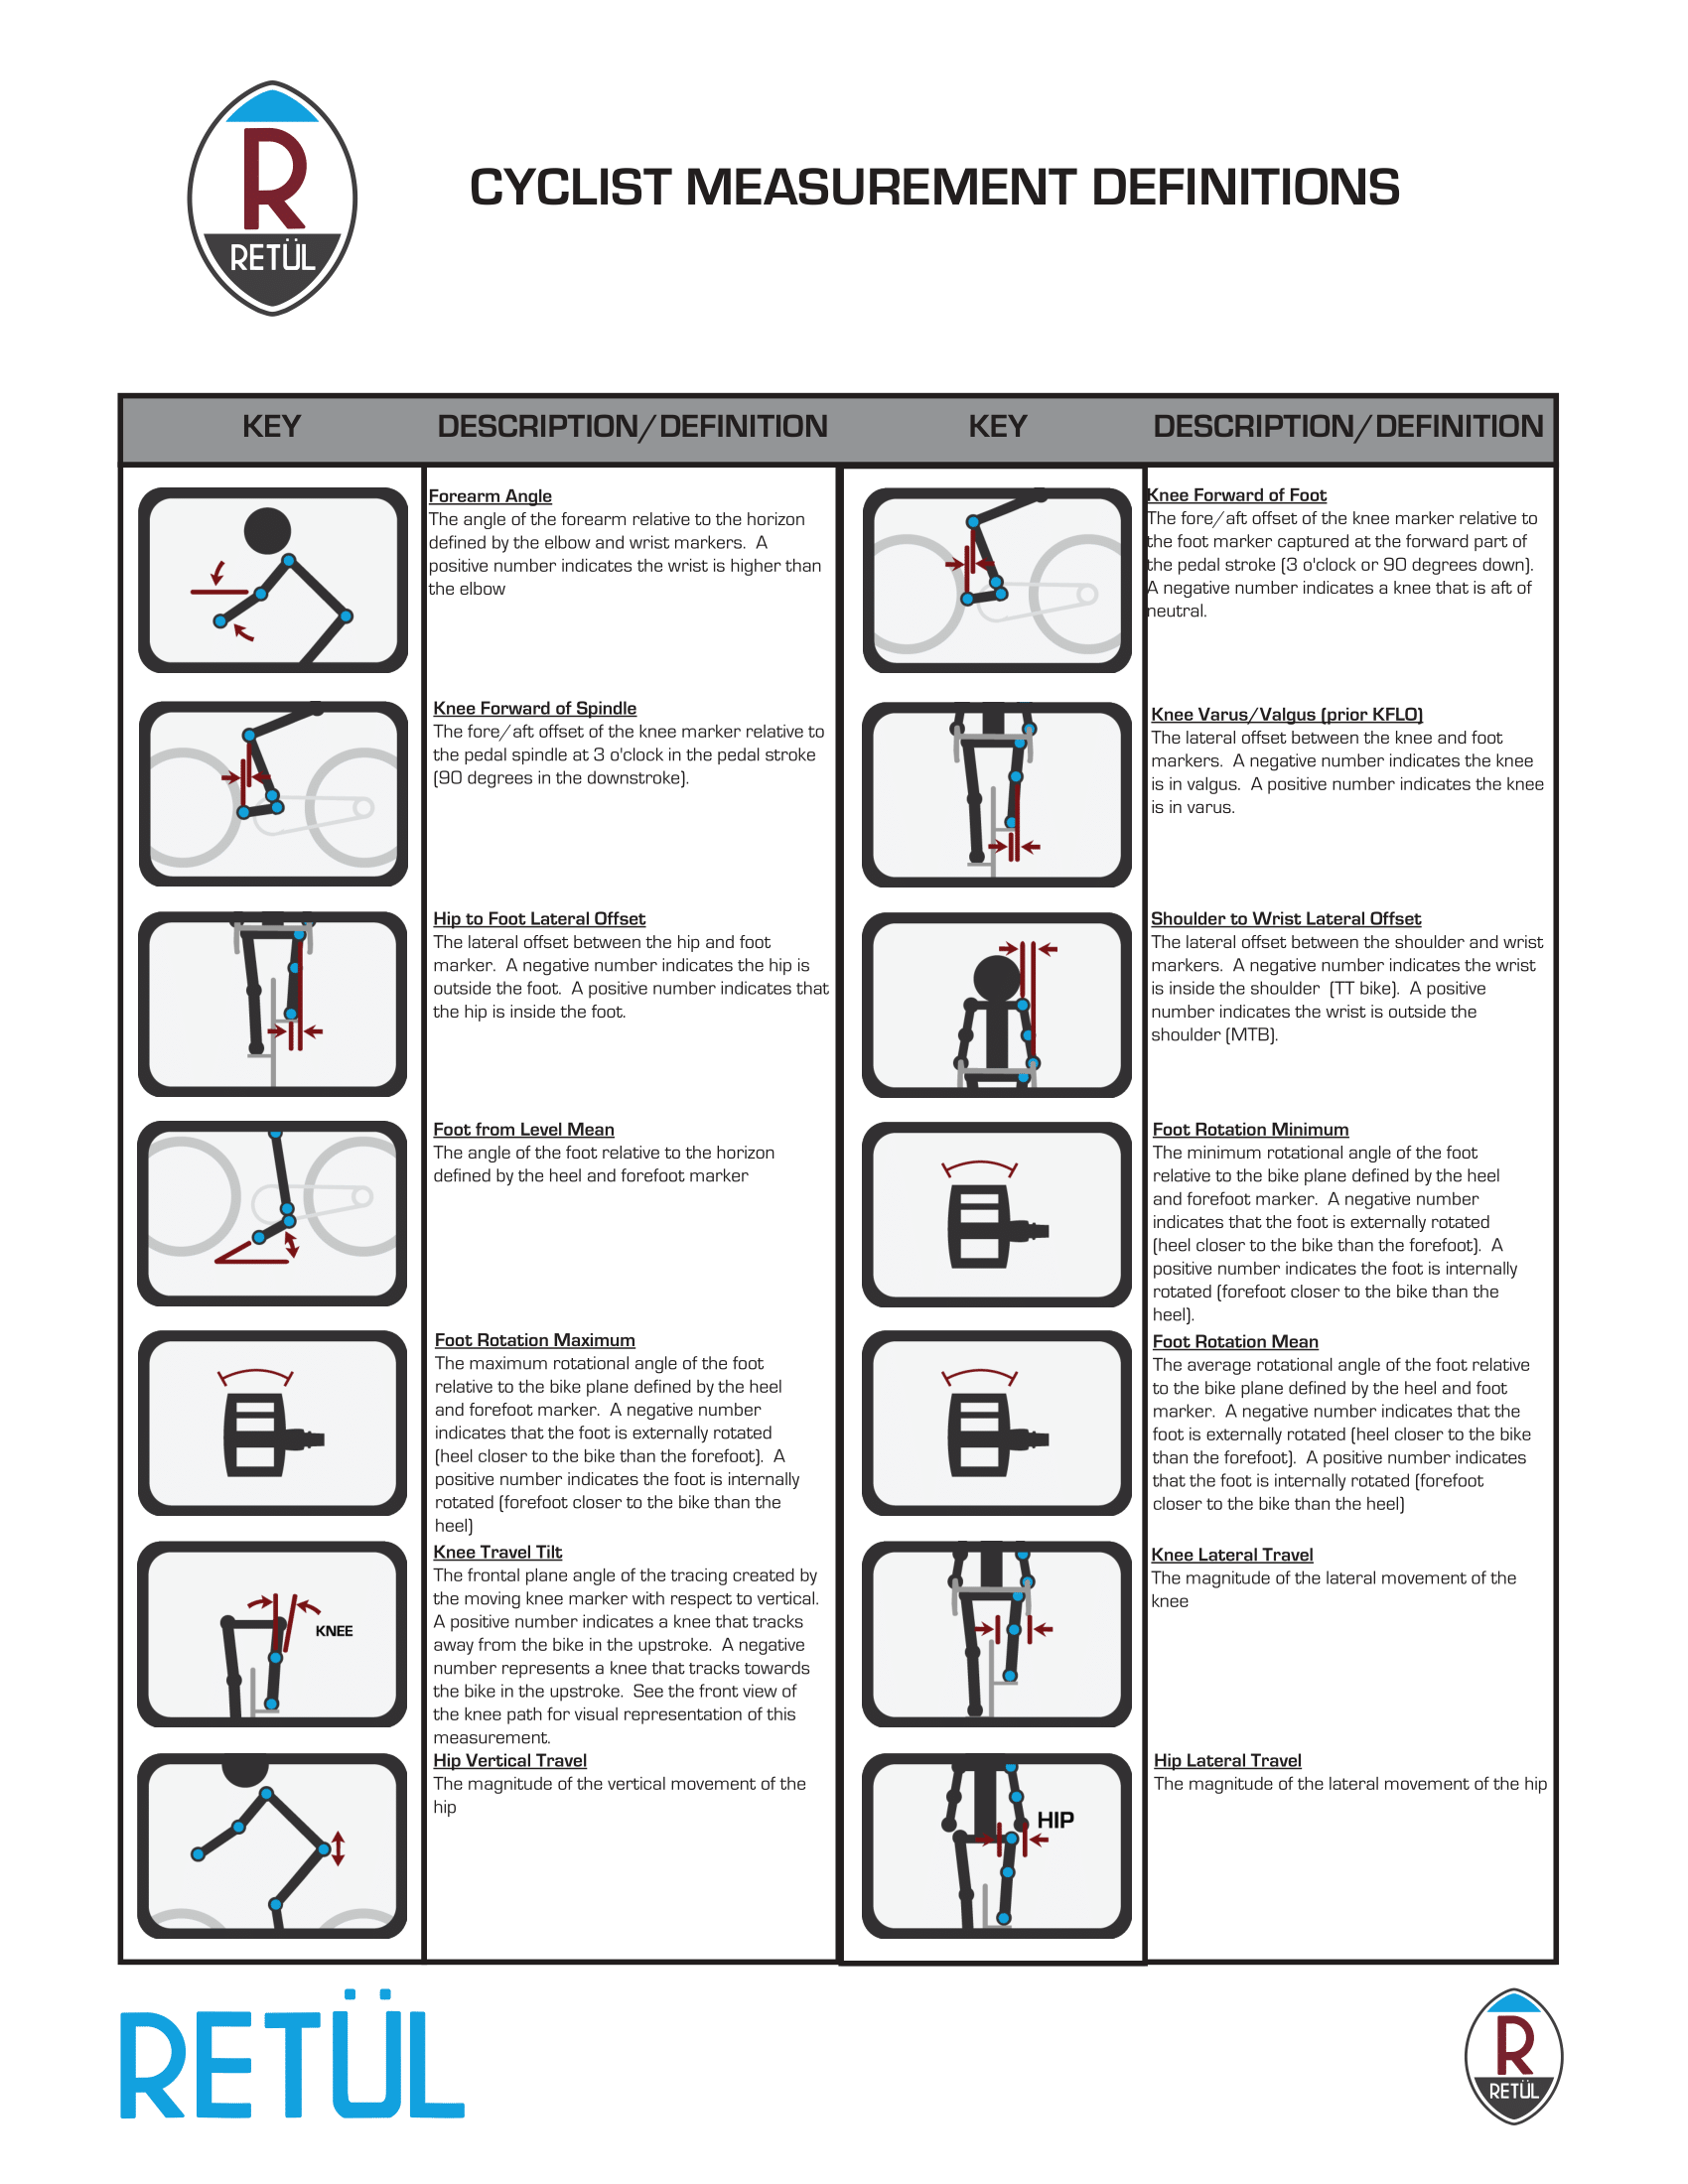 R
RETÜL
CYCLIST MEASUREMENT DEFINITIONS
KEY
DESCRIPTION/DEFINITION
KEY
DESCRIPTION/DEFINITION
Forearm Angle
The angle of the forearm relative to the horizon
defined by the elbow and wrist markers.  A
positive number indicates the wrist is higher than
the elbow
Knee Forward of Foot
The fore/aft offset of the knee marker relative to
the foot marker captured at the forward part of
the pedal stroke (3 o'clock or 90 degrees down).
A negative number indicates a knee that is aft of
neutral.
Knee Forward of Spindle
The fore/aft offset of the knee marker relative to
the pedal spindle at 3 o'clock in the pedal stroke
(90 degrees in the downstroke).
Knee Varus/Valgus (prior KFLO)
The lateral offset between the knee and foot
markers.  A negative number indicates the knee
is in valgus.  A positive number indicates the knee
is in varus.
Hip to Foot Lateral Offset
The lateral offset between the hip and foot
marker.  A negative number indicates the hip is
outside the foot.  A positive number indicates that
the hip is inside the foot.
Shoulder to Wrist Lateral Offset
The lateral offset between the shoulder and wrist
markers.  A negative number indicates the wrist
is inside the shoulder  (TT bike).  A positive
number indicates the wrist is outside the
shoulder (MTB).
Foot from Level Mean
The angle of the foot relative to the horizon
defined by the heel and forefoot marker
Foot Rotation Minimum
The minimum rotational angle of the foot
relative to the bike plane defined by the heel
and forefoot marker.  A negative number
indicates that the foot is externally rotated
(heel closer to the bike than the forefoot).  A
positive number indicates the foot is internally
rotated (forefoot closer to the bike than the
heel).
Foot Rotation Maximum
The maximum rotational angle of the foot
relative to the bike plane defined by the heel
and forefoot marker.  A negative number
indicates that the foot is externally rotated
(heel closer to the bike than the forefoot).  A
positive number indicates the foot is internally
rotated (forefoot closer to the bike than the
heel)
Foot Rotation Mean
The average rotational angle of the foot relative
to the bike plane defined by the heel and foot
marker.  A negative number indicates that the
foot is externally rotated (heel closer to the bike
than the forefoot).  A positive number indicates
that the foot is internally rotated (forefoot
closer to the bike than the heel)
KNEE
Knee Travel Tilt
The frontal plane angle of the tracing created by
the moving knee marker with respect to vertical.
A positive number indicates a knee that tracks
away from the bike in the upstroke.  A negative
number represents a knee that tracks towards
the bike in the upstroke.  See the front view of
the knee path for visual representation of this
measurement.
Knee Lateral Travel
The magnitude of the lateral movement of the
knee
Hip Vertical Travel
The magnitude of the vertical movement of the
hip
HIP
Hip Lateral Travel
The magnitude of the lateral movement of the hip
RETÜL
R
RETÜL